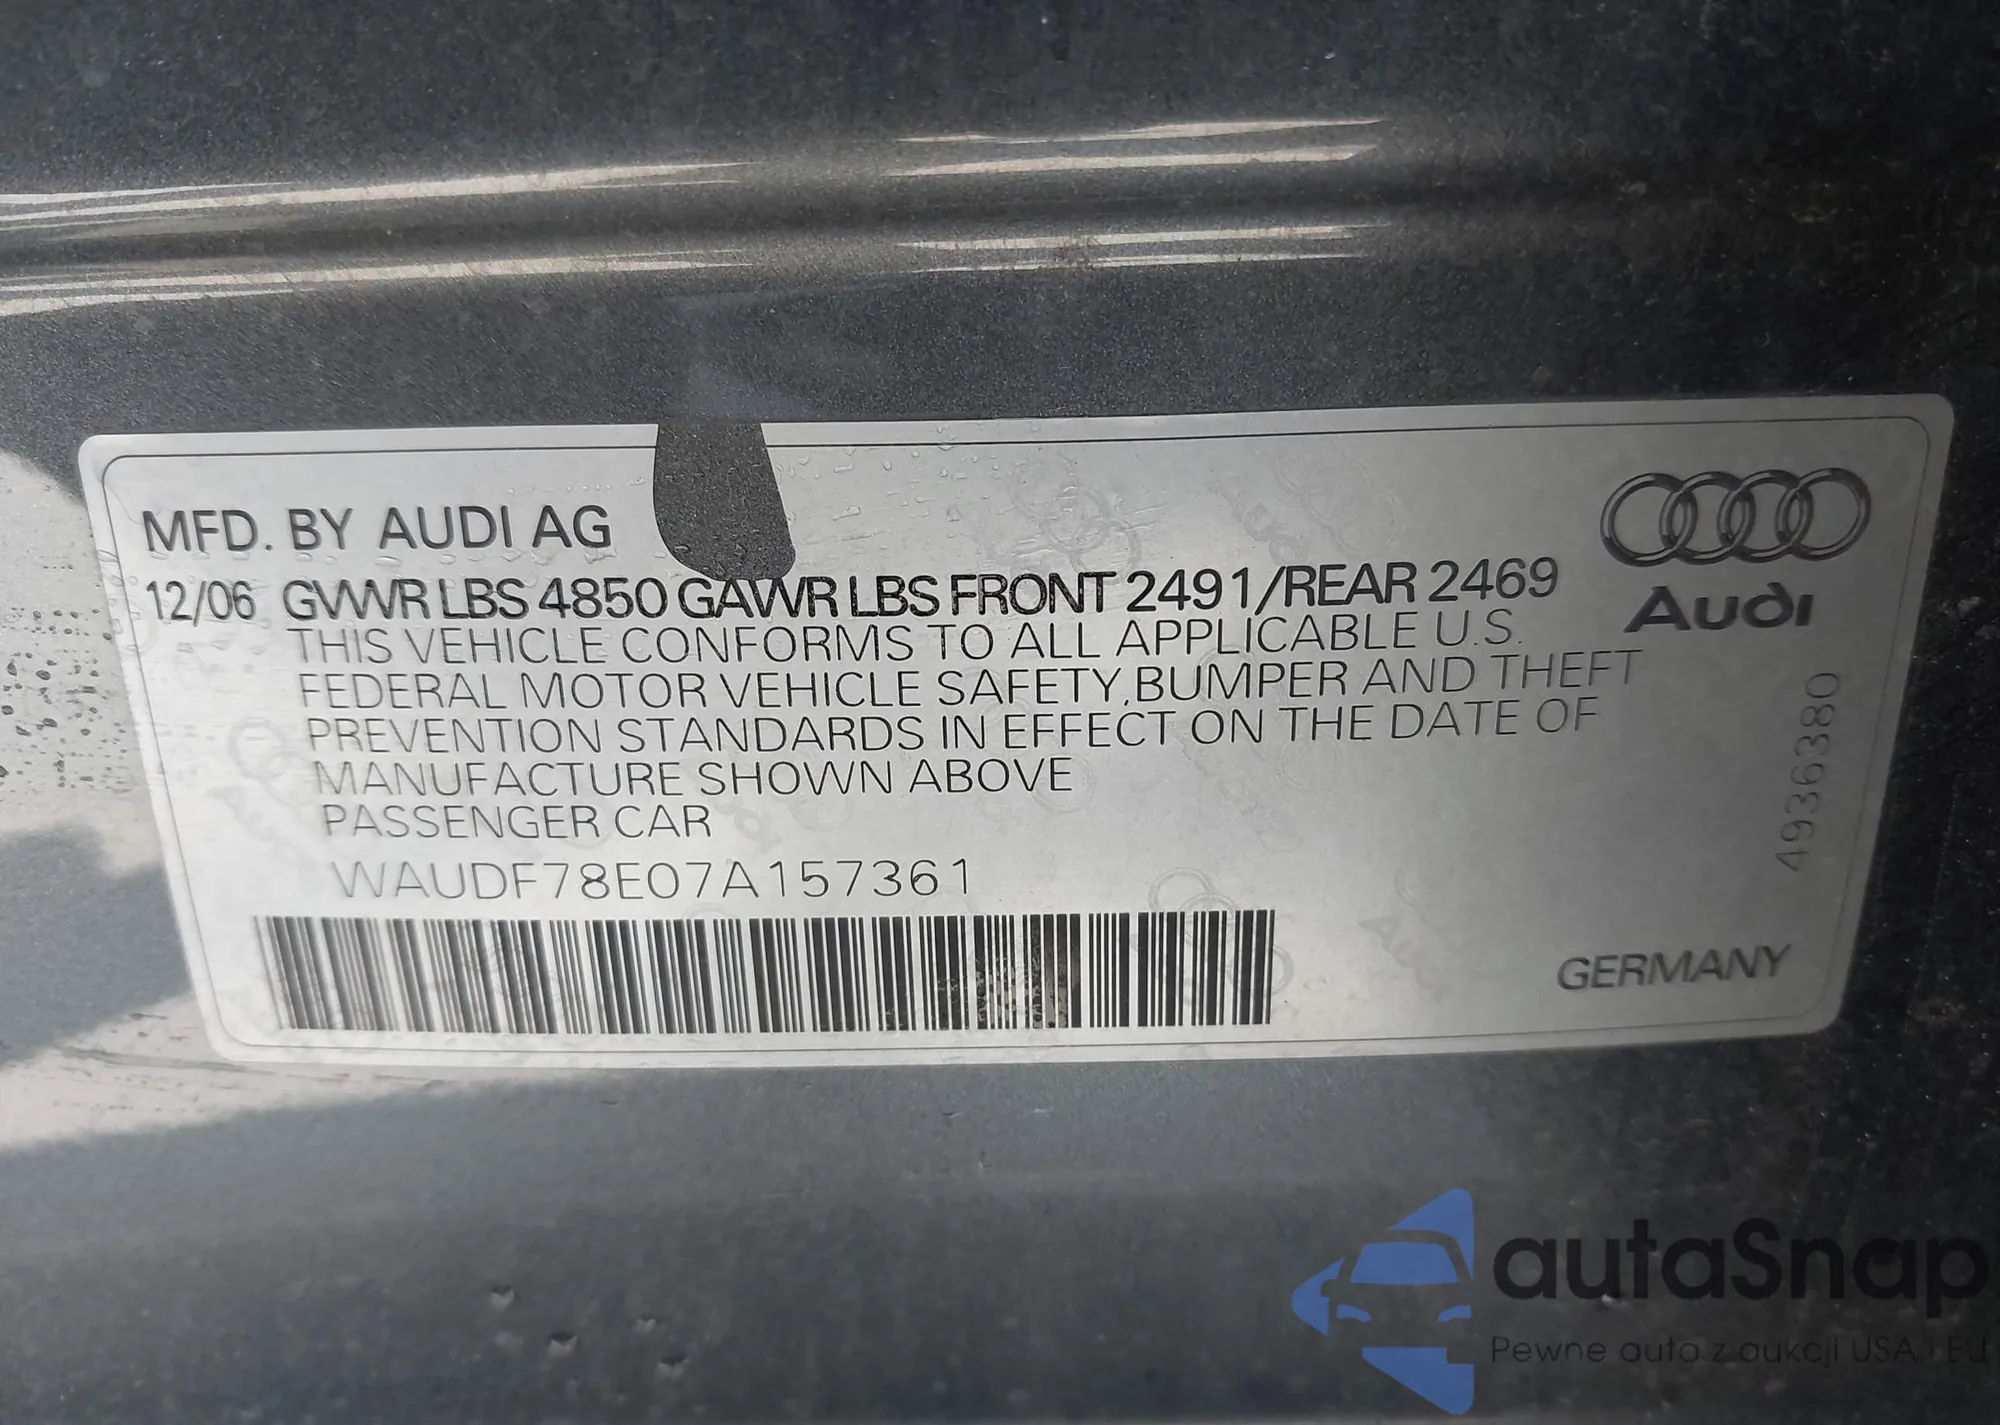 MFD. BY AUDI AG
12/06 GVWR LBS 4850 GAWR LBS FRONT 2491/REAR 2469
THIS VEHICLE CONFORMS TO ALL APPLICABLE U.S.
FEDERAL MOTOR VEHICLE SAFETY, BUMPER AND THEFT
PREVENTION STANDARDS IN EFFECT ON THE DATE OF
MANUFACTURE SHOWN ABOVE
PASSENGER CAR
WAUDF78E07A157361
Audi
4936380
GERMANY
autaSnap
Pewne auta z aukcji USA i EU